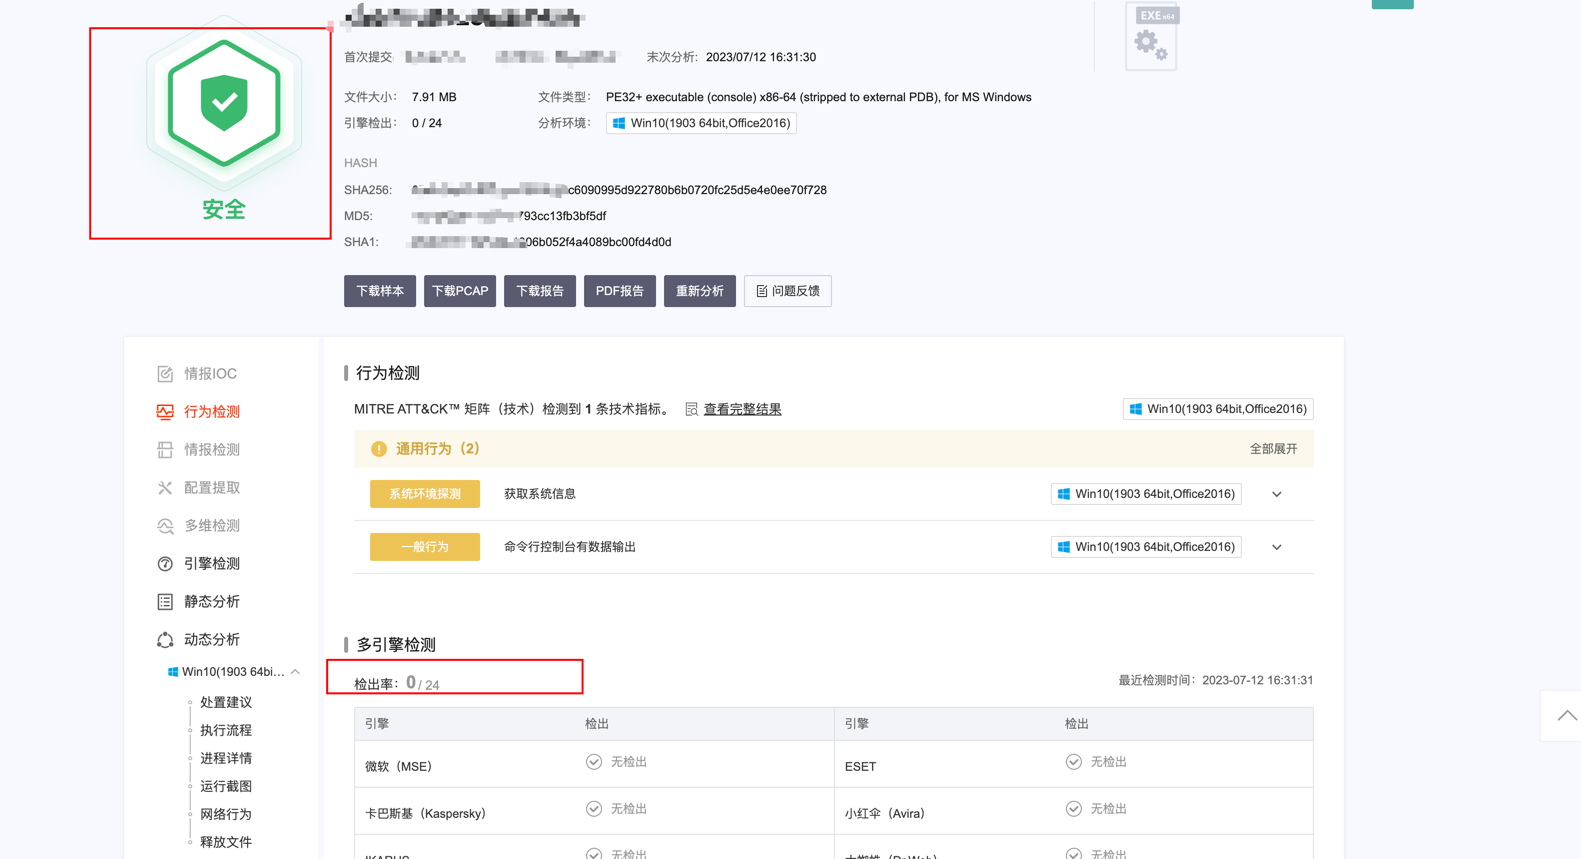 EXE x64
首次提交:
末次分析: 2023/07/12 16:31:30
文件大小: 7.91 MB
文件类型: PE32+ executable (console) x86-64 (stripped to external PDB), for MS Windows
引擎检出: 0 / 24
分析环境: Win10(1903 64bit,Office2016)
安全
HASH
SHA256: c6090995d922780b6b0720fc25d5e4e0ee70f728
MD5: 793cc13fb3bf5df
SHA1: 06b052f4a4089bc00fd4d0d
下载样本 下载PCAP 下载报告 PDF报告 重新分析 问题反馈
情报IOC
行为检测
情报检测
配置提取
多维检测
引擎检测
静态分析
动态分析
Win10(1903 64bi...
处置建议
执行流程
进程详情
运行截图
网络行为
释放文件
行为检测
MITRE ATT&CK™ 矩阵（技术）检测到 1 条技术指标。 查看完整结果
Win10(1903 64bit,Office2016)
通用行为（2）
全部展开
系统环境探测 获取系统信息 Win10(1903 64bit,Office2016)
一般行为 命令行控制台有数据输出 Win10(1903 64bit,Office2016)
多引擎检测
检出率: 0 / 24
最近检测时间: 2023-07-12 16:31:31
引擎 检出 引擎 检出
微软（MSE） 无检出 ESET 无检出
卡巴斯基（Kaspersky） 无检出 小红伞（Avira） 无检出
IKARUS 无检出 大蜘蛛（Dr.Web） 无检出